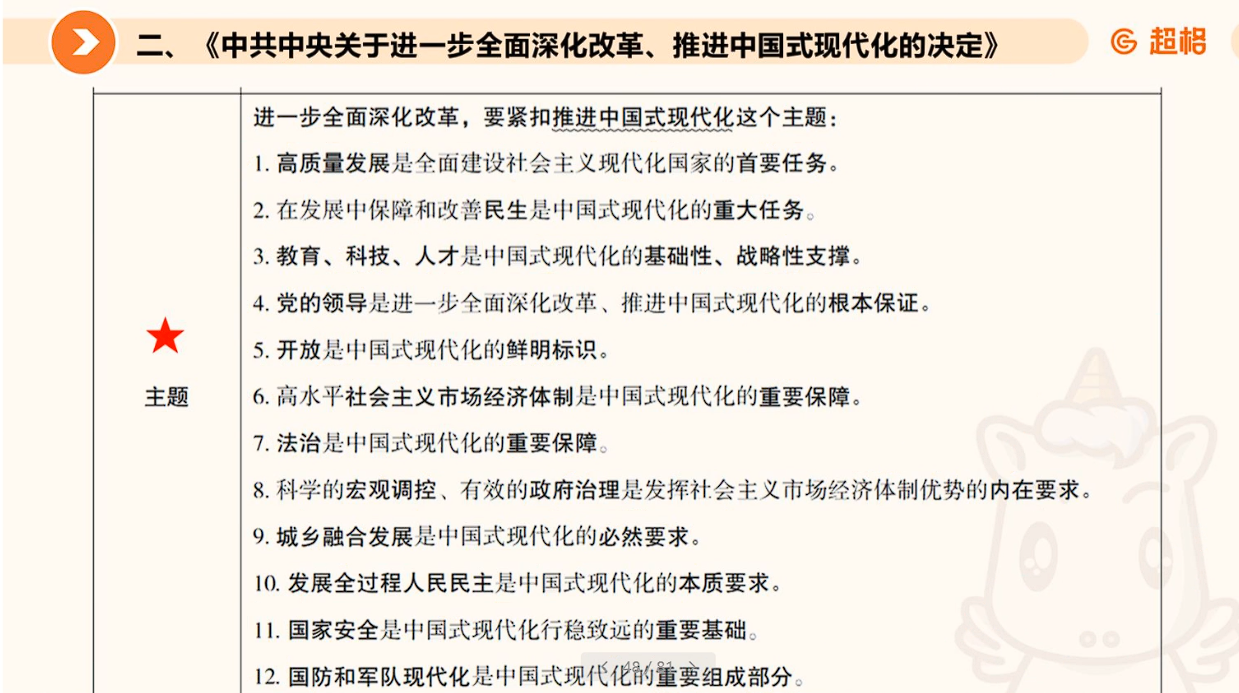 二、《中共中央关于进一步全面深化改革、推进中国式现代化的决定》
超格
进一步全面深化改革，要紧扣推进中国式现代化这个主题：
1. 高质量发展是全面建设社会主义现代化国家的首要任务。
2. 在发展中保障和改善民生是中国式现代化的重大任务。
3. 教育、科技、人才是中国式现代化的基础性、战略性支撑。
4. 党的领导是进一步全面深化改革、推进中国式现代化的根本保证。
5. 开放是中国式现代化的鲜明标识。
主题
6. 高水平社会主义市场经济体制是中国式现代化的重要保障。
7. 法治是中国式现代化的重要保障。
8. 科学的宏观调控、有效的政府治理是发挥社会主义市场经济体制优势的内在要求。
9. 城乡融合发展是中国式现代化的必然要求。
10. 发展全过程人民民主是中国式现代化的本质要求。
11. 国家安全是中国式现代化行稳致远的重要基础。
12. 国防和军队现代化是中国式现代化的重要组成部分。
48 / 81